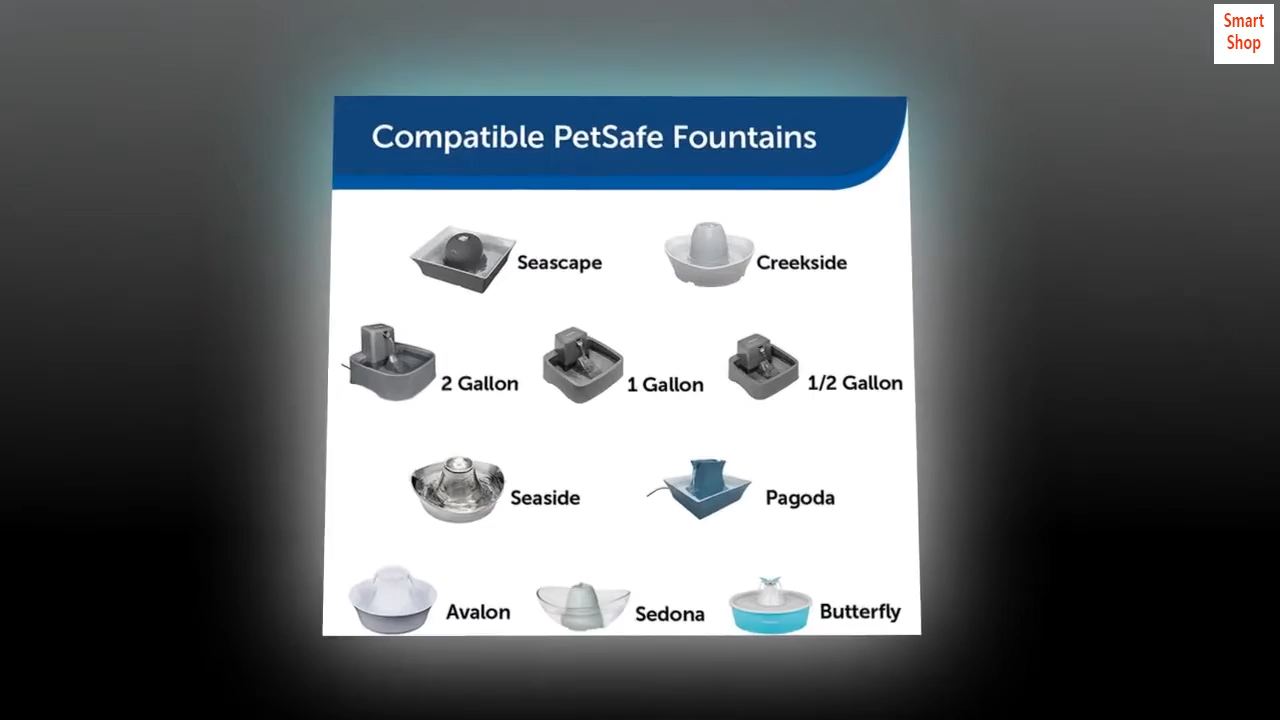 Smart
Shop
Compatible PetSafe Fountains
Seascape
Creekside
2 Gallon
1 Gallon
1/2 Gallon
Seaside
Pagoda
Avalon
Sedona
Butterfly